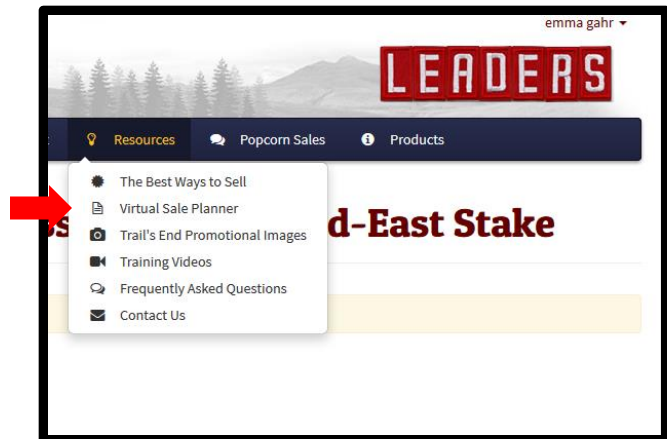 emma gahr
LEADERS
Resources Popcorn Sales Products
The Best Ways to Sell
Virtual Sale Planner
d-East Stake
Trail's End Promotional Images
Training Videos
Frequently Asked Questions
Contact Us